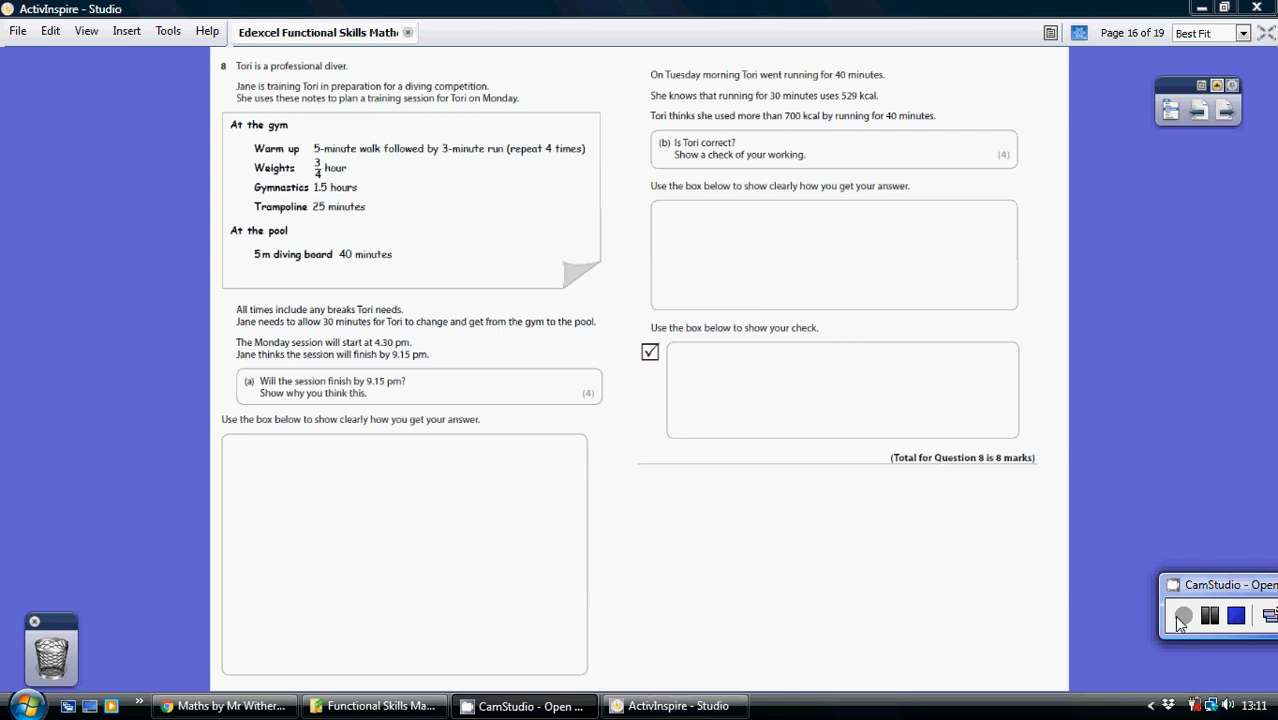 ActivInspire - Studio
File Edit View Insert Tools Help
Edexcel Functional Skills Mathe
Page 16 of 19
Best Fit
8 Tori is a professional diver.
Jane is training Tori in preparation for a diving competition.
She uses these notes to plan a training session for Tori on Monday.
At the gym
Warm up 5-minute walk followed by 3-minute run (repeat 4 times)
Weights 3/4 hour
Gymnastics 1.5 hours
Trampoline 25 minutes
At the pool
5m diving board 40 minutes
All times include any breaks Tori needs.
Jane needs to allow 30 minutes for Tori to change and get from the gym to the pool.
The Monday session will start at 4.30 pm.
Jane thinks the session will finish by 9.15 pm.
(a) Will the session finish by 9.15 pm?
Show why you think this. (4)
Use the box below to show clearly how you get your answer.
On Tuesday morning Tori went running for 40 minutes.
She knows that running for 30 minutes uses 529 kcal.
Tori thinks she used more than 700 kcal by running for 40 minutes.
(b) Is Tori correct?
Show a check of your working. (4)
Use the box below to show clearly how you get your answer.
Use the box below to show your check.
(Total for Question 8 is 8 marks)
CamStudio - Open
Maths by Mr Wither...
Functional Skills Ma...
CamStudio - Open ...
ActivInspire - Studio
13:11